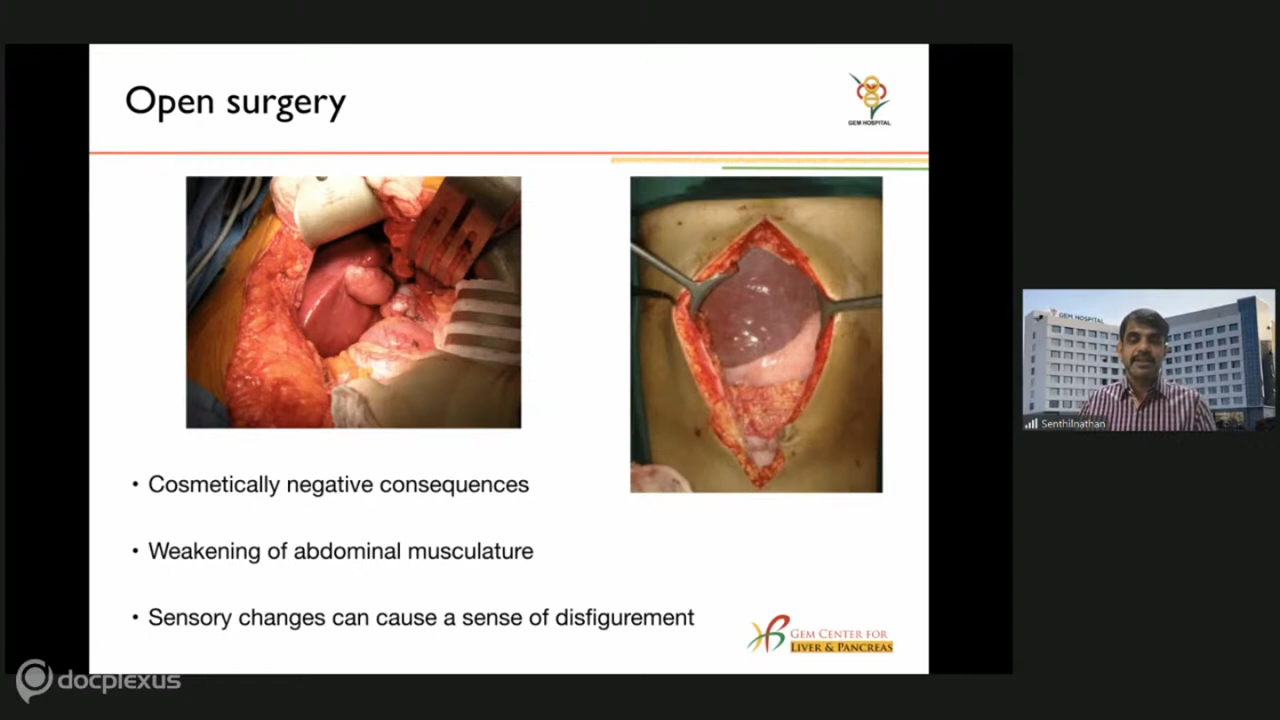 Open surgery
GEM HOSPITAL
• Cosmetically negative consequences
• Weakening of abdominal musculature
• Sensory changes can cause a sense of disfigurement
GEM CENTER FOR
LIVER & PANCREAS
GEM HOSPITAL
Senthilnathan
docplexus